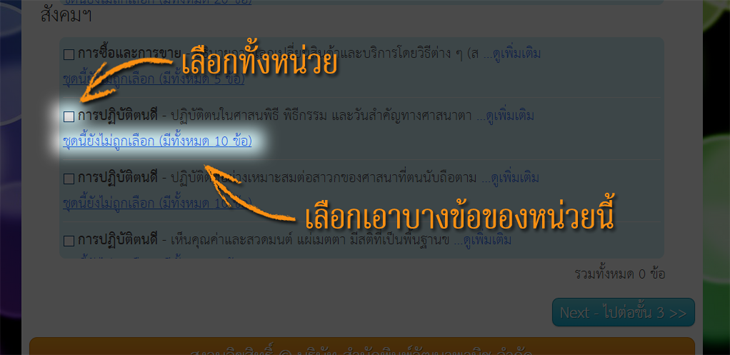 สังคมฯ
การซื้อและการขาย
และบริการโดยวิธีต่าง ๆ (ส ...ดูเพิ่มเติม
เลือกทั้งหน่วย
ชุดนี้ยังไม่ถูกเลือก (มีทั้งหมด 5 ข้อ)
การปฏิบัติตนดี - ปฏิบัติตนในศาสนพิธี พิธีกรรม และวันสำคัญทางศาสนาตา ...ดูเพิ่มเติม
ชุดนี้ยังไม่ถูกเลือก (มีทั้งหมด 10 ข้อ)
การปฏิบัติตนดี - ปฏิบัติตนอย่างเหมาะสมต่อสาวกของศาสนาที่ตนนับถือตาม ...ดูเพิ่มเติม
ชุดนี้ยังไม่ถูกเลือก (มีทั้งหมด 10 ข้อ)
เลือกเอาบางข้อของหน่วยนี้
การปฏิบัติตนดี - เห็นคุณค่าและสวดมนต์ แผ่เมตตา มีสติที่เป็นพื้นฐานข ...ดูเพิ่มเติม
รวมทั้งหมด 0 ข้อ
Next - ไปต่อขั้น 3 >>